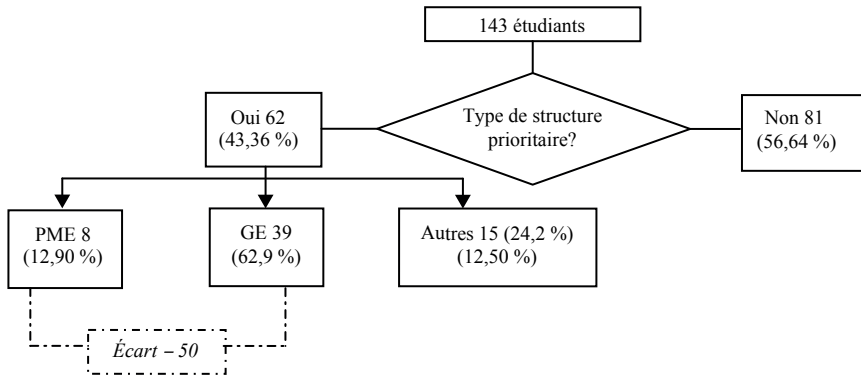 143 étudiants
Oui 62
(43,36 %)
Type de structure
prioritaire?
Non 81
(56,64 %)
PME 8
(12,90 %)
GE 39
(62,9 %)
Autres 15 (24,2 %)
(12,50 %)
Écart – 50